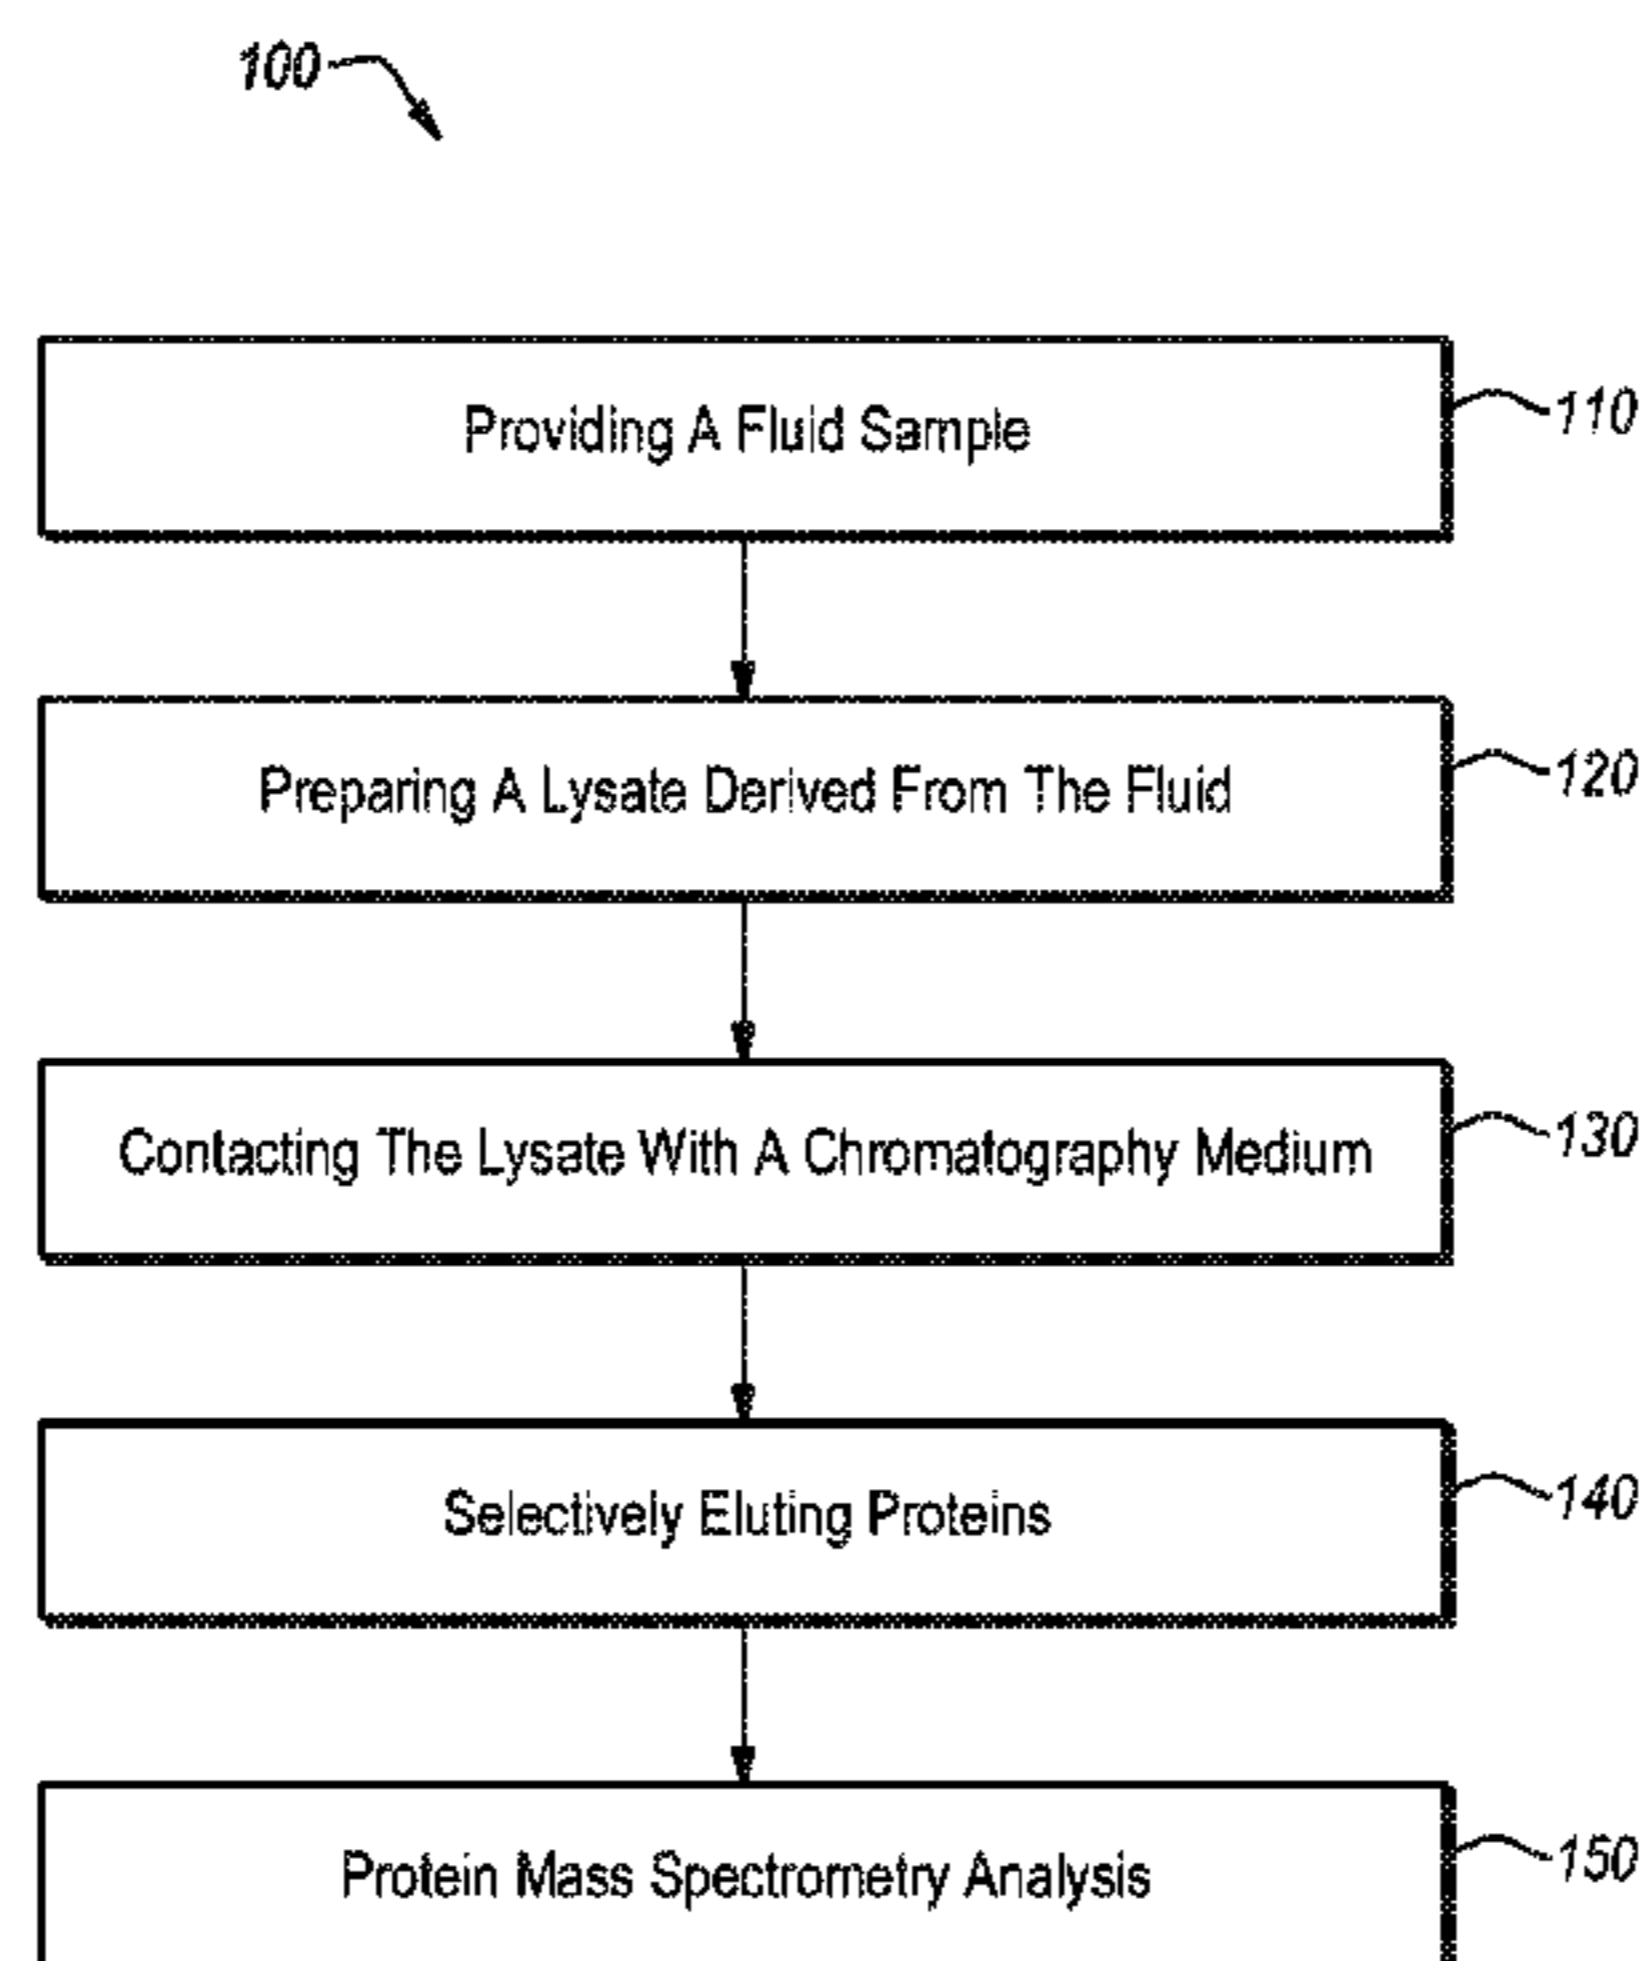 100
Providing A Fluid Sample
110
Preparing A Lysate Derived From The Fluid
120
Contacting The Lysate With A Chromatography Medium
130
Selectively Eluting Proteins
140
Protein Mass Spectrometry Analysis
150